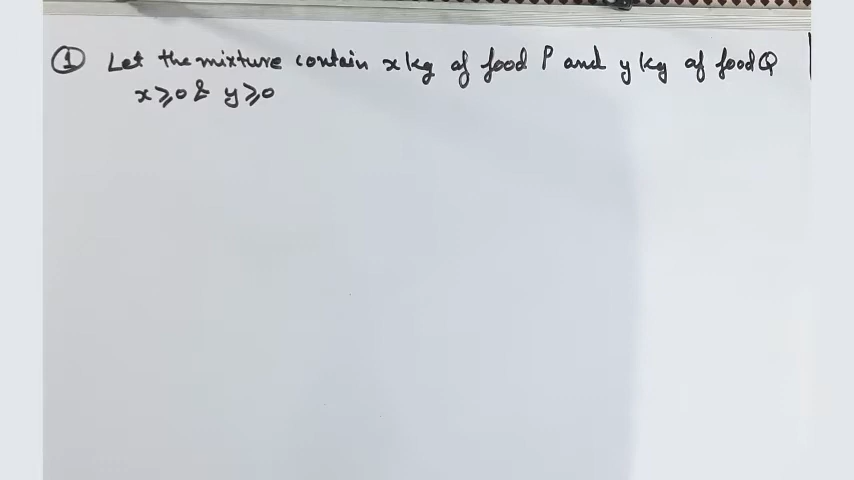 ① Let the mixture contain x kg of food P and y kg of food Q
x ⩾ 0 & y ⩾ 0